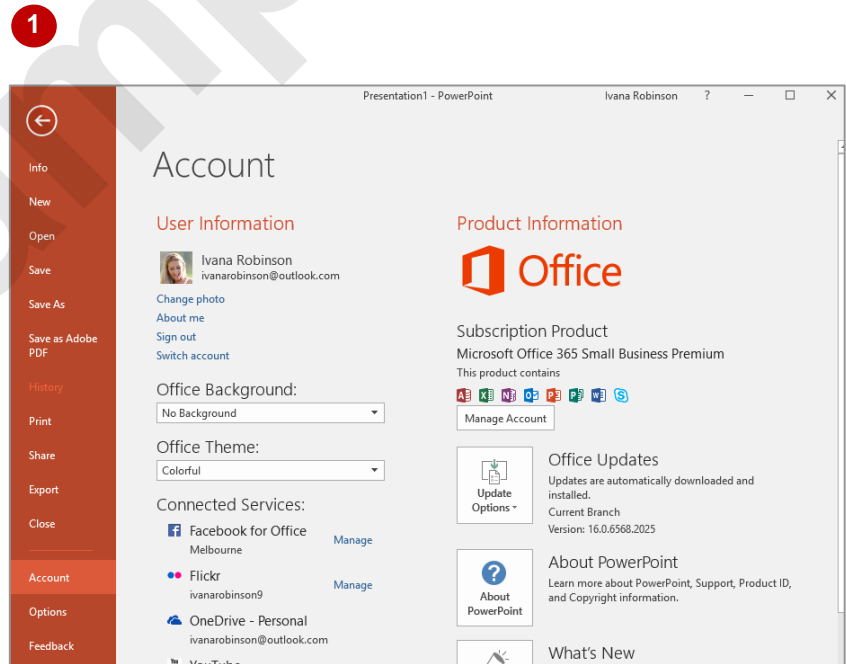 1
Presentation1 - PowerPoint
Ivana Robinson
?
Info
New
Open
Save
Save As
Save as Adobe
PDF
History
Print
Share
Export
Close
Account
Options
Feedback
Account
User Information
Ivana Robinson
ivanarobinson@outlook.com
Change photo
About me
Sign out
Switch account
Office Background:
No Background
Office Theme:
Colorful
Connected Services:
Facebook for Office
Melbourne
Manage
Flickr
ivanarobinson9
Manage
OneDrive - Personal
ivanarobinson@outlook.com
YouTube
Product Information
Office
Subscription Product
Microsoft Office 365 Small Business Premium
This product contains
Manage Account
Update
Options
Office Updates
Updates are automatically downloaded and
installed.
Current Branch
Version: 16.0.6568.2025
About
PowerPoint
About PowerPoint
Learn more about PowerPoint, Support, Product ID,
and Copyright information.
What's New